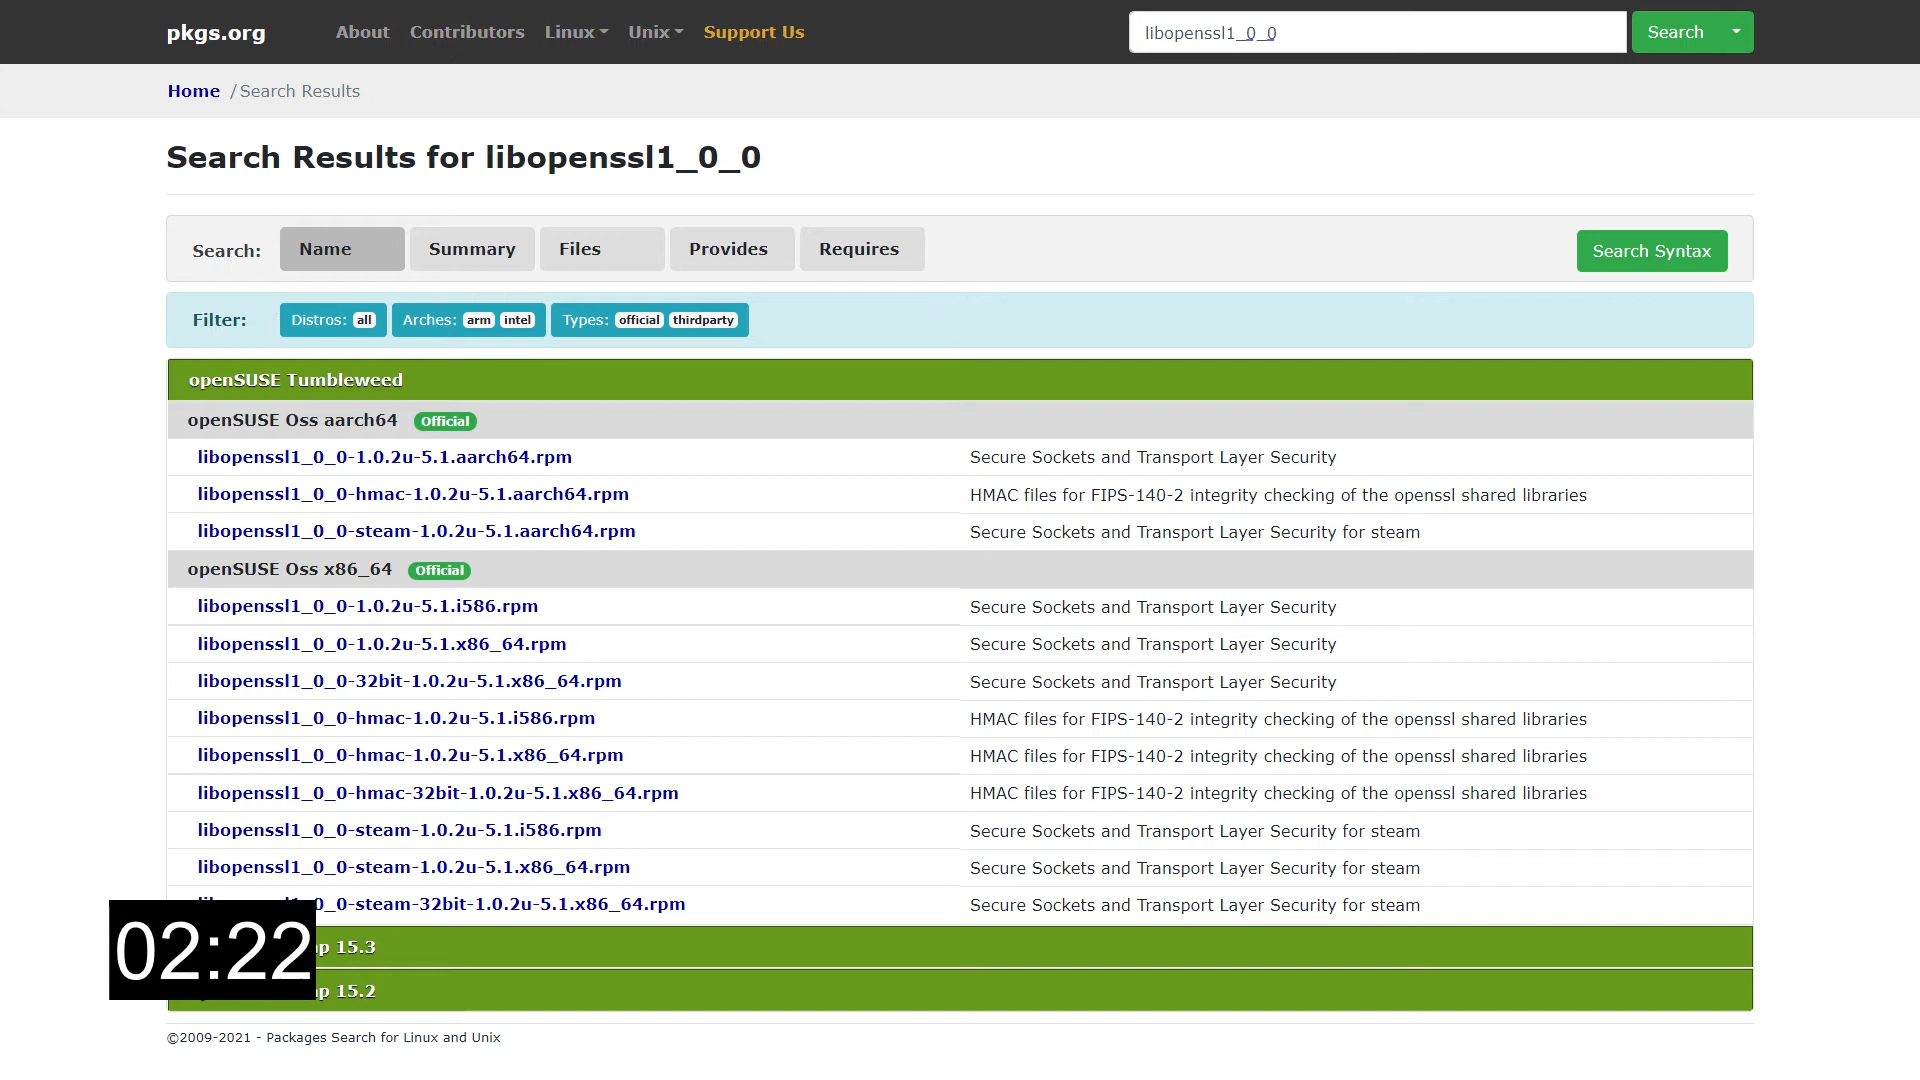 pkgs.org About Contributors Linux Unix Support Us libopenssl1_0_0 Search
Home / Search Results
Search Results for libopenssl1_0_0
Search: Name Summary Files Provides Requires Search Syntax
Filter: Distros: all Arches: arm intel Types: official thirdparty
openSUSE Tumbleweed
openSUSE Oss aarch64 Official
libopenssl1_0_0-1.0.2u-5.1.aarch64.rpm Secure Sockets and Transport Layer Security
libopenssl1_0_0-hmac-1.0.2u-5.1.aarch64.rpm HMAC files for FIPS-140-2 integrity checking of the openssl shared libraries
libopenssl1_0_0-steam-1.0.2u-5.1.aarch64.rpm Secure Sockets and Transport Layer Security for steam
openSUSE Oss x86_64 Official
libopenssl1_0_0-1.0.2u-5.1.i586.rpm Secure Sockets and Transport Layer Security
libopenssl1_0_0-1.0.2u-5.1.x86_64.rpm Secure Sockets and Transport Layer Security
libopenssl1_0_0-32bit-1.0.2u-5.1.x86_64.rpm Secure Sockets and Transport Layer Security
libopenssl1_0_0-hmac-1.0.2u-5.1.i586.rpm HMAC files for FIPS-140-2 integrity checking of the openssl shared libraries
libopenssl1_0_0-hmac-1.0.2u-5.1.x86_64.rpm HMAC files for FIPS-140-2 integrity checking of the openssl shared libraries
libopenssl1_0_0-hmac-32bit-1.0.2u-5.1.x86_64.rpm HMAC files for FIPS-140-2 integrity checking of the openssl shared libraries
libopenssl1_0_0-steam-1.0.2u-5.1.i586.rpm Secure Sockets and Transport Layer Security for steam
libopenssl1_0_0-steam-1.0.2u-5.1.x86_64.rpm Secure Sockets and Transport Layer Security for steam
0_0-steam-32bit-1.0.2u-5.1.x86_64.rpm Secure Sockets and Transport Layer Security for steam
15.3
02:22
15.2
©2009-2021 - Packages Search for Linux and Unix